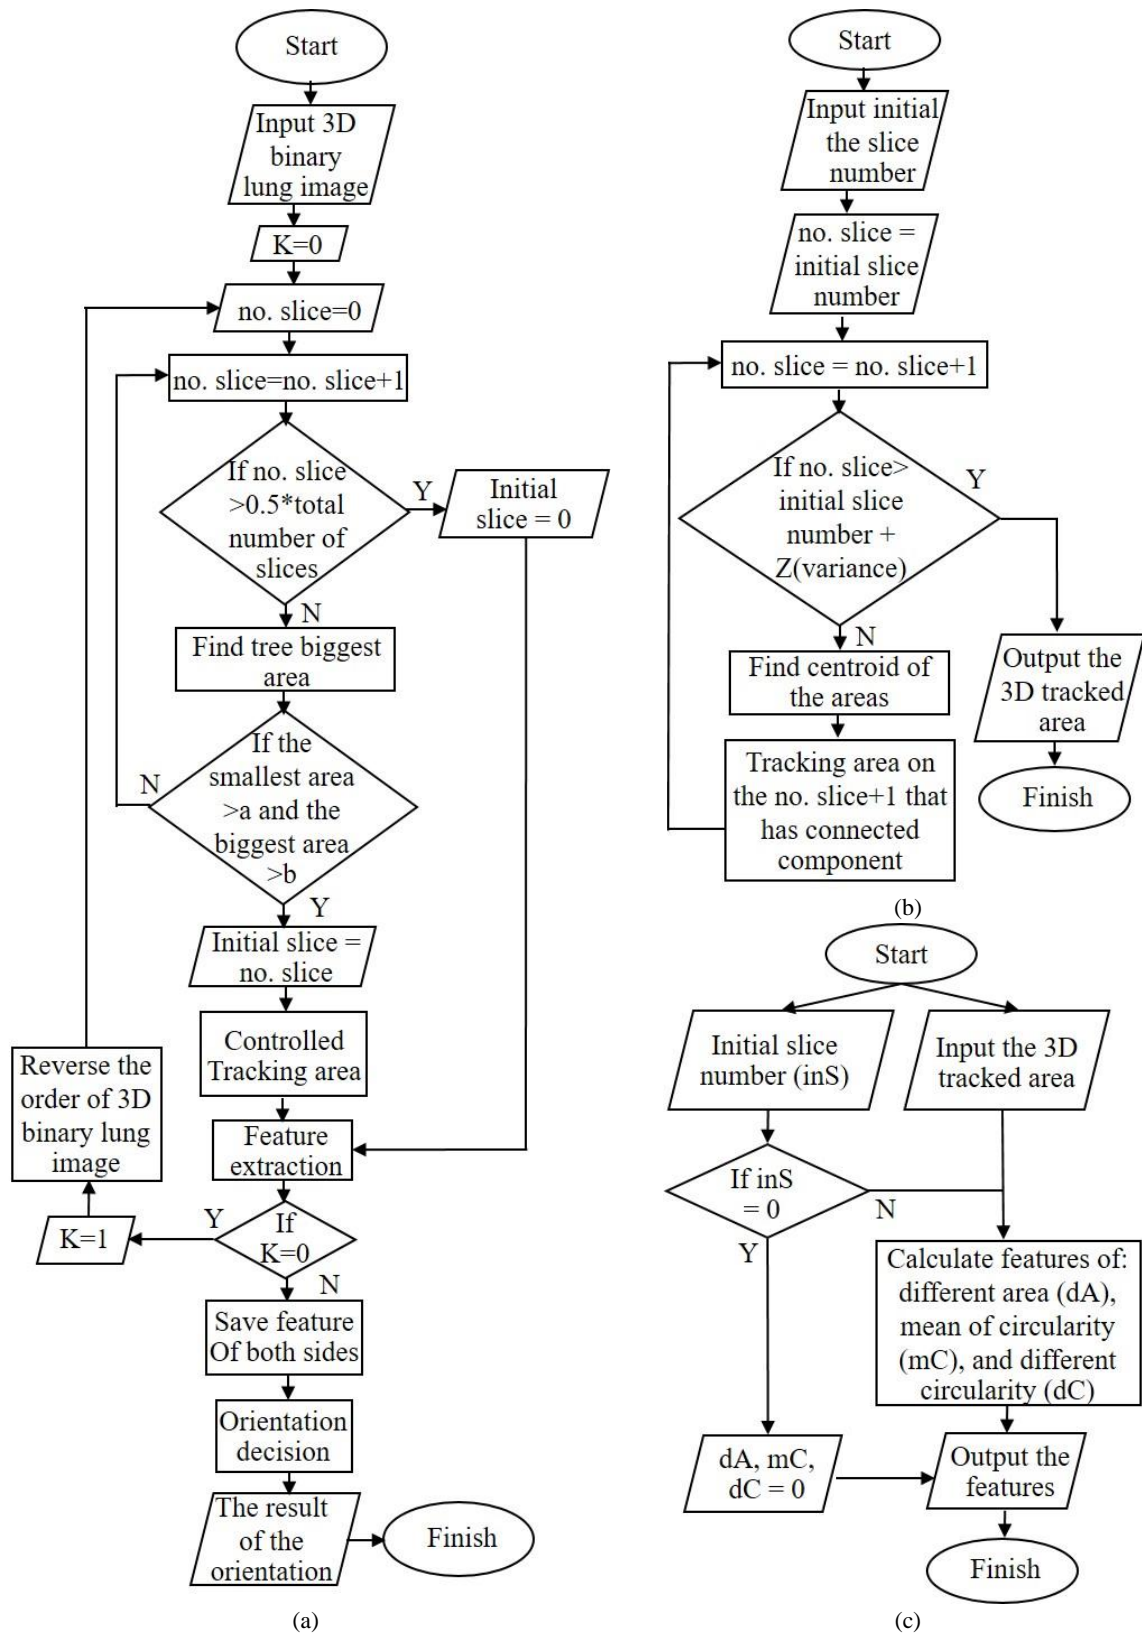 Start
Input 3D
binary
lung image
K=0
no. slice=0
no. slice=no. slice+1
If no. slice
>0.5*total
number of
slices
Y
Initial
slice = 0
N
Find tree biggest
area
If the
smallest area
>a and the
biggest area
>b
N
Y
Initial slice =
no. slice
Controlled
Tracking area
Feature
extraction
If
K=0
Y
K=1
Reverse the
order of 3D
binary lung
image
N
Save feature
Of both sides
Orientation
decision
The result
of the
orientation
Finish
(a)
Start
Input initial
the slice
number
no. slice =
initial slice
number
no. slice = no. slice+1
If no. slice>
initial slice
number +
Z(variance)
Y
N
Find centroid of
the areas
Tracking area on
the no. slice+1 that
has connected
component
Output the
3D tracked
area
Finish
(b)
Start
Initial slice
number (inS)
Input the 3D
tracked area
If inS
= 0
N
Y
Calculate features of:
different area (dA),
mean of circularity
(mC), and different
circularity (dC)
dA, mC,
dC = 0
Output the
features
Finish
(c)